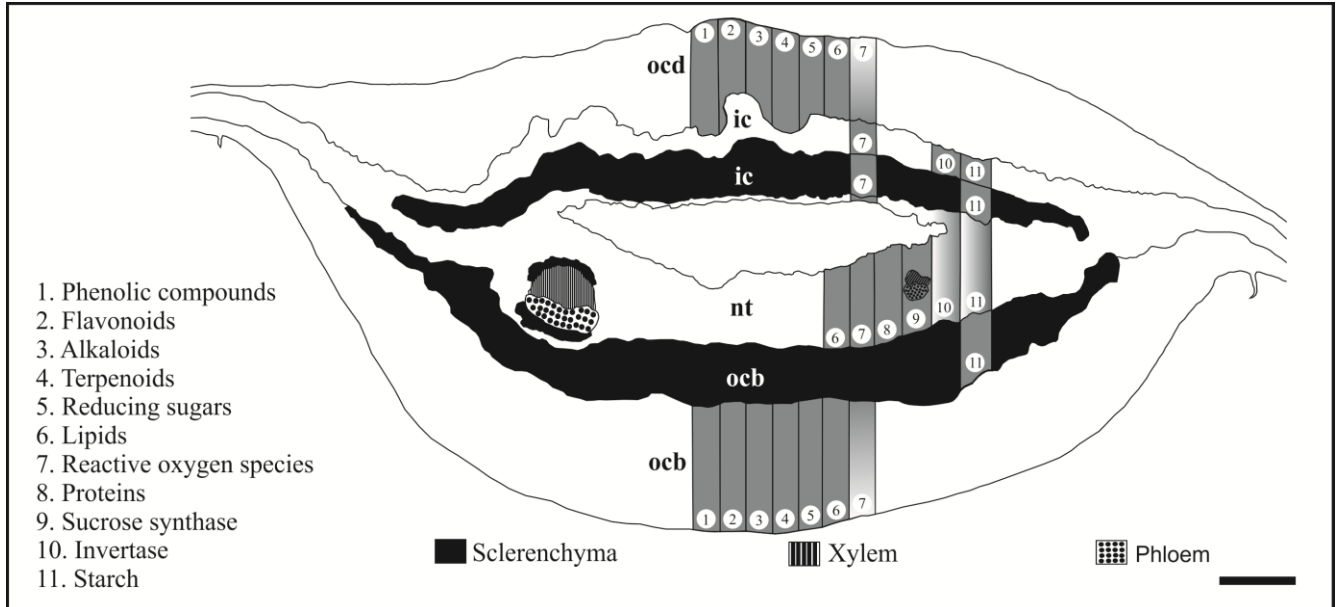 1 2 3 4 5 6 7
ocd
ic
7
10 11
ic
7
11
1. Phenolic compounds
2. Flavonoids
3. Alkaloids
4. Terpenoids
5. Reducing sugars
6. Lipids
7. Reactive oxygen species
8. Proteins
9. Sucrose synthase
10. Invertase
11. Starch
nt
6 7 8 9 10 11
ocb
11
ocb
1 2 3 4 5 6 7
Sclerenchyma
Xylem
Phloem